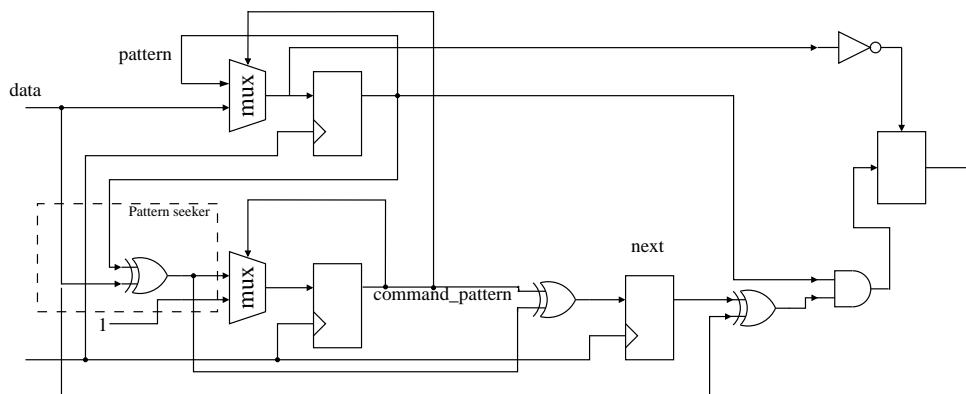 pattern
data
mux
Pattern seeker
mux
next
command_pattern
1